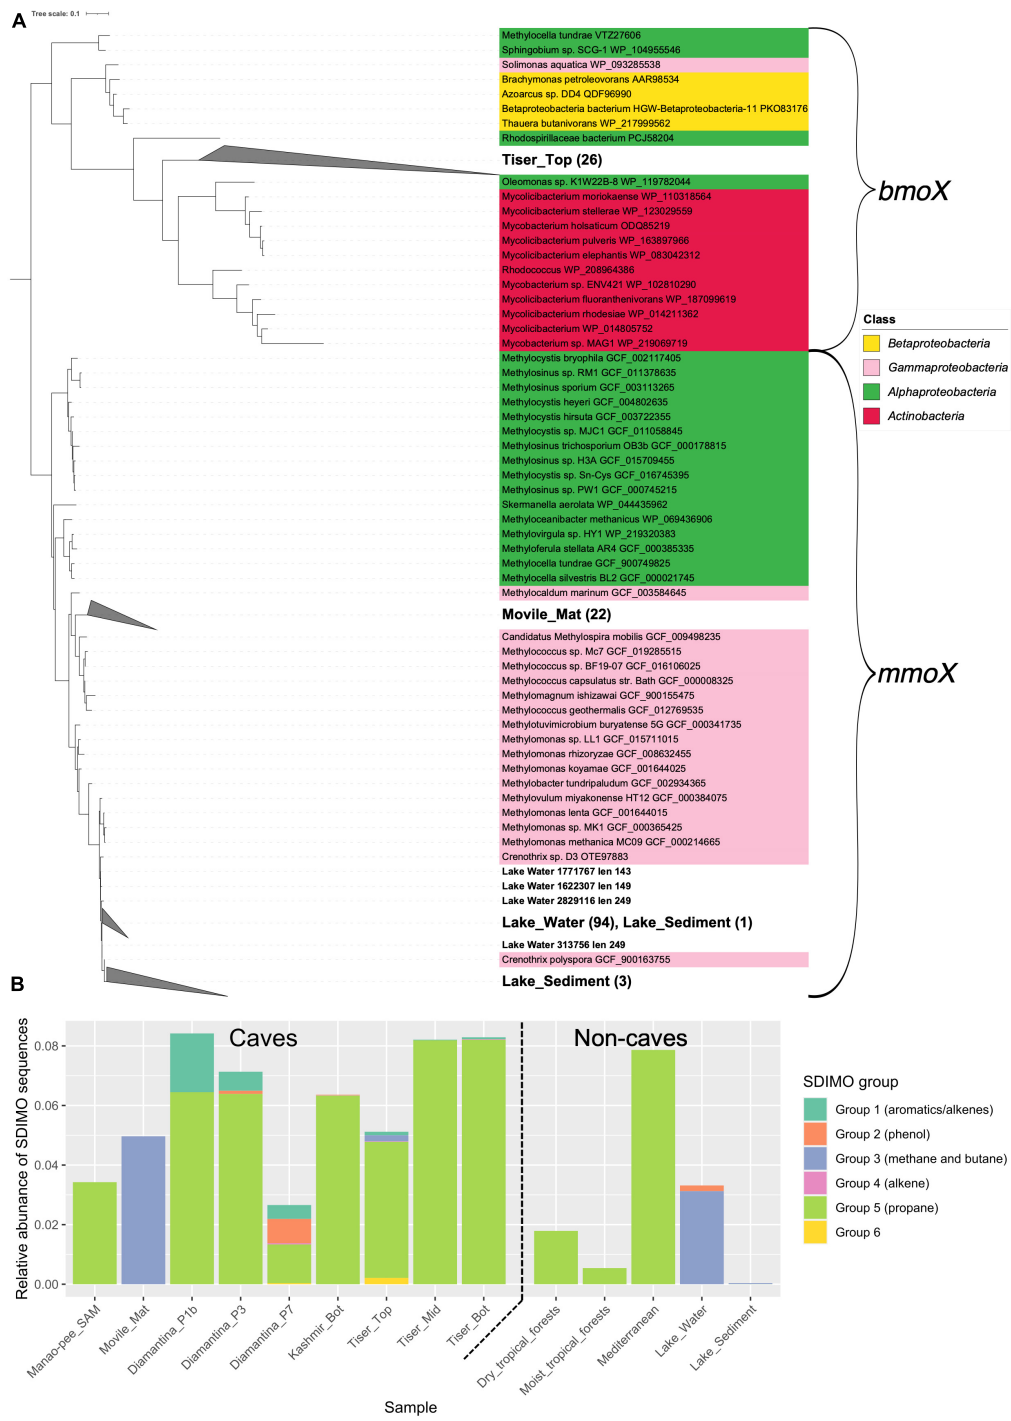 A
Tree scale: 0.1
Methylocella tundrae VTZ27606
Sphingobium sp. SCG-1 WP_104955546
Solimonas aquatica WP_093285538
Brachymonas petroleovorans AAR98534
Azoarcus sp. DD4 QDF96990
Betaproteobacteria bacterium HGW-Betaproteobacteria-11 PKO83176
Thauera butanivorans WP_217999562
Rhodospirillaceae bacterium PCJ58204
Tiser_Top (26)
Oleomonas sp. K1W22B-8 WP_119782044
Mycolicibacterium moriokaense WP_110318564
Mycolicibacterium stellerae WP_123029559
Mycobacterium holsaticum ODQ85219
Mycolicibacterium pulveris WP_163897966
Mycolicibacterium elephantis WP_083042312
Rhodococcus WP_208964386
Mycobacterium sp. ENV421 WP_102810290
Mycolicibacterium fluoranthenivorans WP_187099619
Mycolicibacterium rhodesiae WP_014211362
Mycolicibacterium WP_014805752
Mycobacterium sp. MAG1 WP_219069719
bmoX
Class
Betaproteobacteria
Gammaproteobacteria
Alphaproteobacteria
Actinobacteria
Methylocystis bryophila GCF_002117405
Methylosinus sp. RM1 GCF_011378635
Methylosinus sporium GCF_003113265
Methylocystis heyeri GCF_004802635
Methylocystis hirsuta GCF_003722355
Methylocystis sp. MJC1 GCF_011058845
Methylosinus trichosporium OB3b GCF_000178815
Methylosinus sp. H3A GCF_015709455
Methylocystis sp. Sn-Cys GCF_016745395
Methylosinus sp. PW1 GCF_000745215
Skermanella aerolata WP_044435962
Methyloceanibacter methanicus WP_069436906
Methylovirgula sp. HY1 WP_219320383
Methyloferula stellata AR4 GCF_000385335
Methylocella tundrae GCF_900749825
Methylocella silvestris BL2 GCF_000021745
Methylocaldum marinum GCF_003584645
Movile_Mat (22)
Candidatus Methylospira mobilis GCF_009498235
Methylococcus sp. Mc7 GCF_019285515
Methylococcus sp. BF19-07 GCF_016106025
Methylococcus capsulatus str. Bath GCF_000008325
Methylomagnum ishizawai GCF_900155475
Methylococcus geothermalis GCF_012769535
Methylotuvimicrobium buryatense 5G GCF_000341735
Methylomonas sp. LL1 GCF_015711015
Methylomonas rhizoryzae GCF_008632455
Methylomonas koyamae GCF_001644025
Methylobacter tundripaludum GCF_002934365
Methylovulum miyakonense HT12 GCF_000384075
Methylomonas lenta GCF_001644015
Methylomonas sp. MK1 GCF_000365425
Methylomonas methanica MC09 GCF_000214665
Crenothrix sp. D3 OTE97883
Lake Water 1771767 len 143
Lake Water 1622307 len 149
Lake Water 2829116 len 249
Lake_Water (94), Lake_Sediment (1)
Lake Water 313756 len 249
Crenothrix polyspora GCF_900163755
Lake_Sediment (3)
mmoX
B
Relative abunance of SDIMO sequences
0.08
0.06
0.04
0.02
0.00
Caves
Non-caves
Manao-pee_SAM
Movile_Mat
Diamantina_P1b
Diamantina_P3
Diamantina_P7
Kashmir_Bot
Tiser_Top
Tiser_Mid
Tiser_Bot
Dry_tropical_forests
Moist_tropical_forests
Mediterranean
Lake_Water
Lake_Sediment
Sample
SDIMO group
Group 1 (aromatics/alkenes)
Group 2 (phenol)
Group 3 (methane and butane)
Group 4 (alkene)
Group 5 (propane)
Group 6